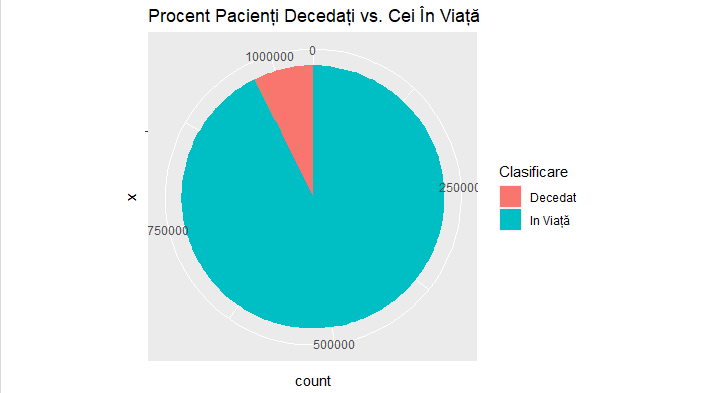 Procent Pacienți Decedați vs. Cei În Viață
0
1000000
250000
750000
500000
x
count
Clasificare
Decedat
In Viață